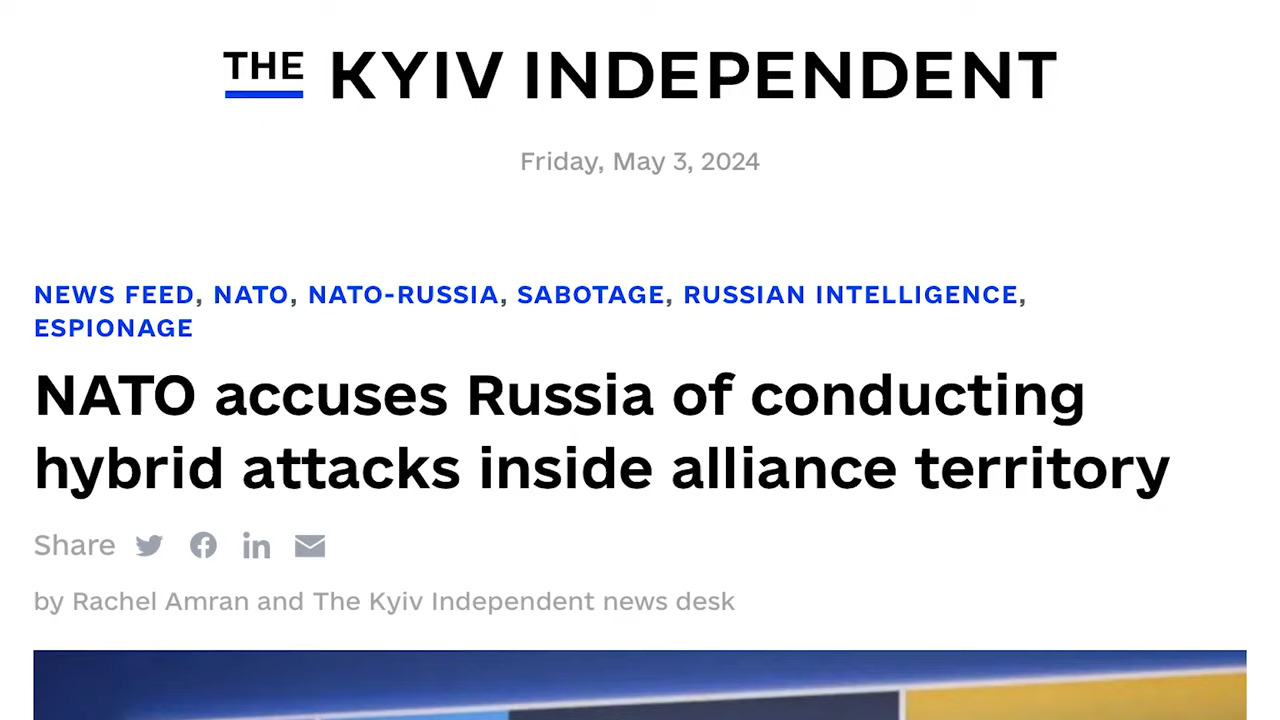 THE KYIV INDEPENDENT
Friday, May 3, 2024
NEWS FEED, NATO, NATO-RUSSIA, SABOTAGE, RUSSIAN INTELLIGENCE,
ESPIONAGE
NATO accuses Russia of conducting
hybrid attacks inside alliance territory
Share
by Rachel Amran and The Kyiv Independent news desk